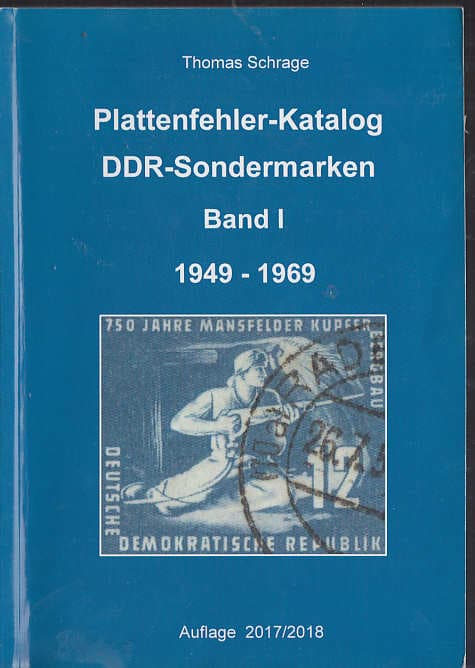 Thomas Schrage
Plattenfehler-Katalog
DDR-Sondermarken
Band I
1949 - 1969
750 JAHRE MANSFELDER KUPFER
BERGBAU
DEUTSCHE
12
DEMOKRATISCHE REPUBLIK
Auflage 2017/2018